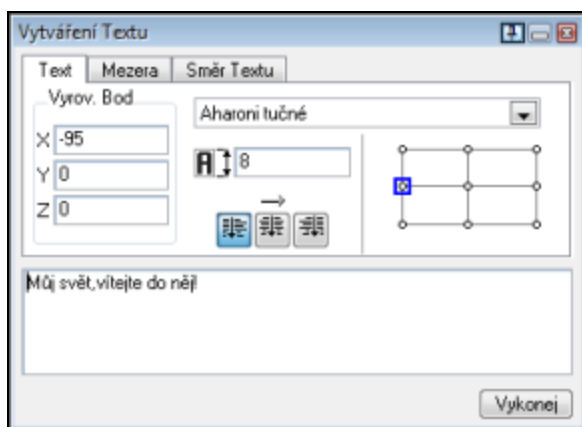 Vytváření Textu
Text Mezera Směr Textu
Vyrov. Bod
Aharoni tučné
X -95
A 8
Y 0
Z 0
Můj svět,vítejte do něj!
Vykonej